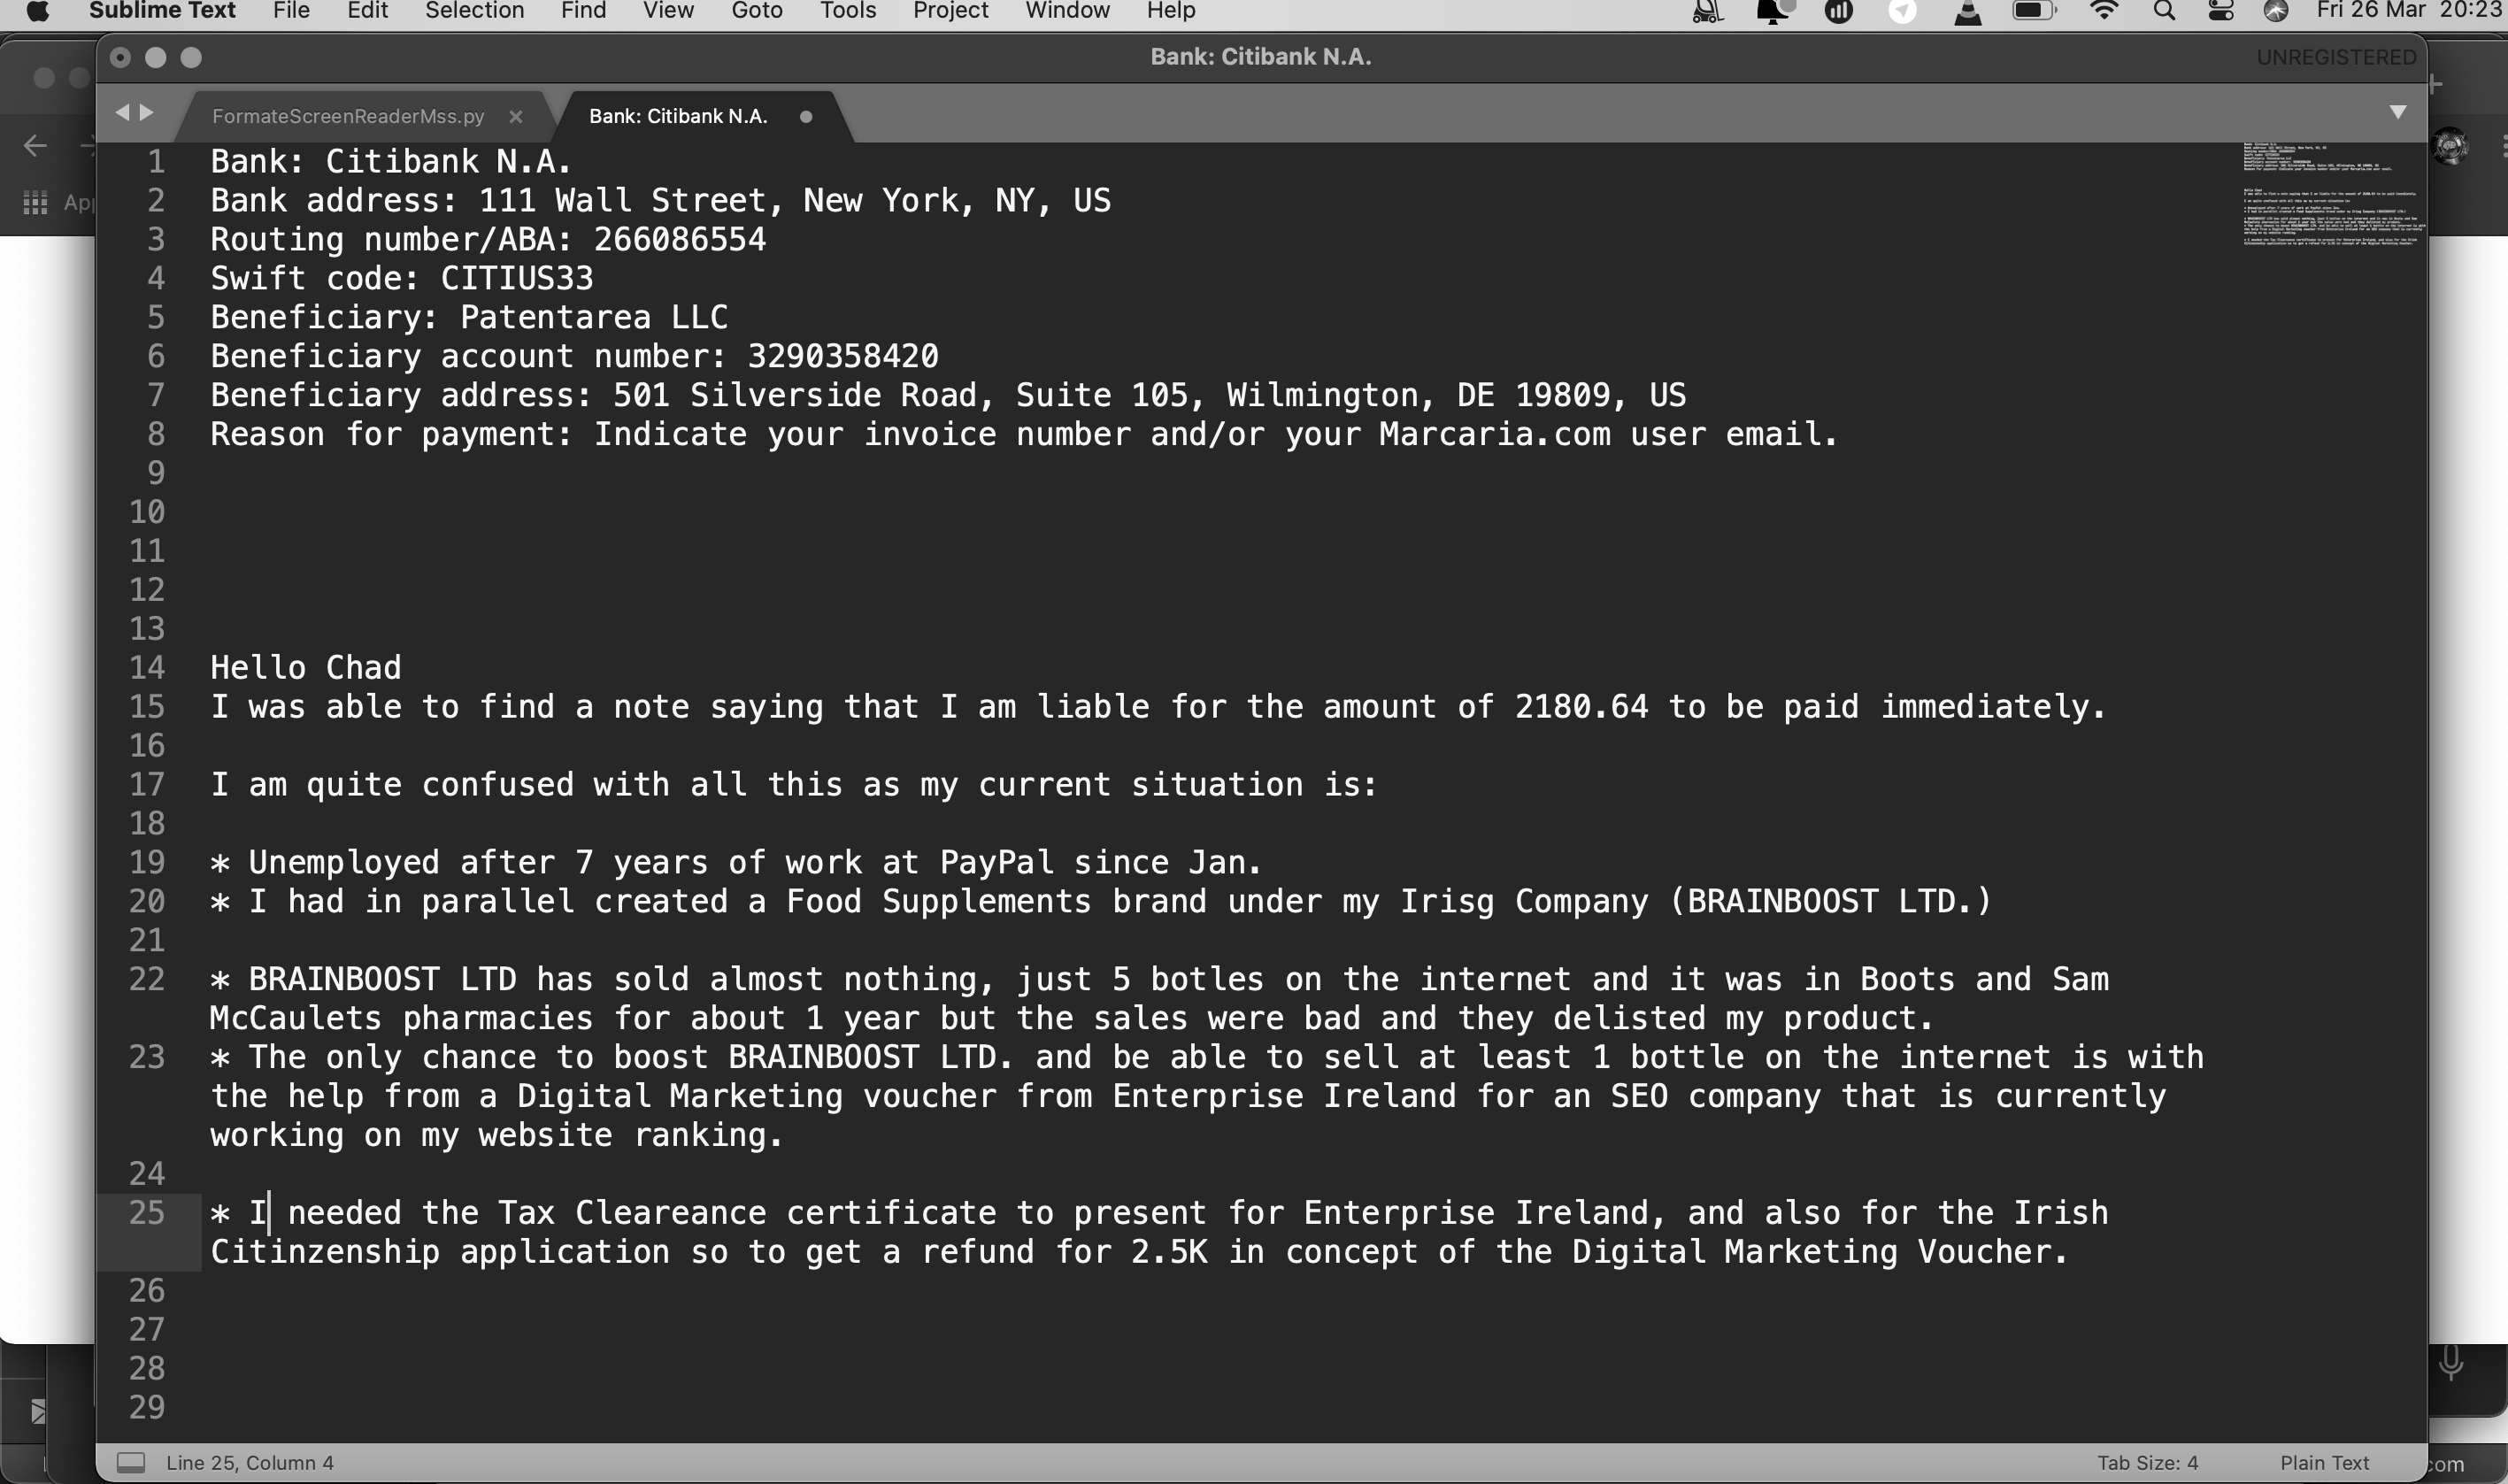 Sublime Text File Edit Selection Find View Goto Tools Project Window Help Fri 26 Mar 20:23
Bank: Citibank N.A. UNREGISTERED
FormateScreenReaderMss.py Bank: Citibank N.A.
App
1 Bank: Citibank N.A.
2 Bank address: 111 Wall Street, New York, NY, US
3 Routing number/ABA: 266086554
4 Swift code: CITIUS33
5 Beneficiary: Patentarea LLC
6 Beneficiary account number: 3290358420
7 Beneficiary address: 501 Silverside Road, Suite 105, Wilmington, DE 19809, US
8 Reason for payment: Indicate your invoice number and/or your Marcaria.com user email.
9
10
11
12
13
14 Hello Chad
15 I was able to find a note saying that I am liable for the amount of 2180.64 to be paid immediately.
16
17 I am quite confused with all this as my current situation is:
18
19 * Unemployed after 7 years of work at PayPal since Jan.
20 * I had in parallel created a Food Supplements brand under my Irisg Company (BRAINBOOST LTD.)
21
22 * BRAINBOOST LTD has sold almost nothing, just 5 botles on the internet and it was in Boots and Sam
McCaulets pharmacies for about 1 year but the sales were bad and they delisted my product.
23 * The only chance to boost BRAINBOOST LTD. and be able to sell at least 1 bottle on the internet is with
the help from a Digital Marketing voucher from Enterprise Ireland for an SEO company that is currently
working on my website ranking.
24
25 * I needed the Tax Cleareance certificate to present for Enterprise Ireland, and also for the Irish
Citinzenship application so to get a refund for 2.5K in concept of the Digital Marketing Voucher.
26
27
28
29
Line 25, Column 4 Tab Size: 4 Plain Text com